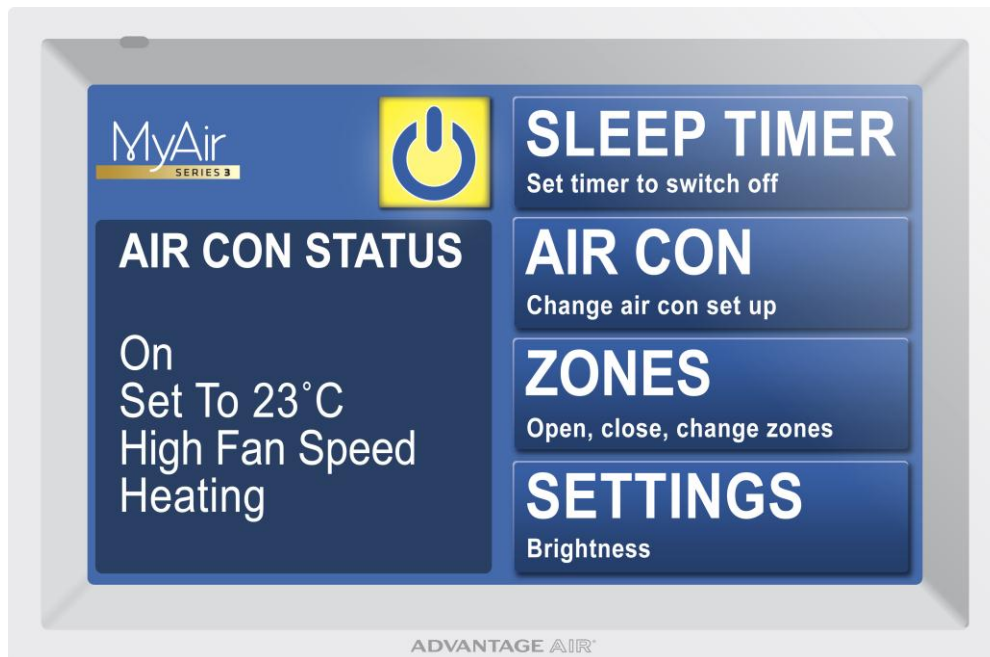 MyAir
SERIES 3
AIR CON STATUS
On
Set To 23˚C
High Fan Speed
Heating
SLEEP TIMER
Set timer to switch off
AIR CON
Change air con set up
ZONES
Open, close, change zones
SETTINGS
Brightness
ADVANTAGE AIR